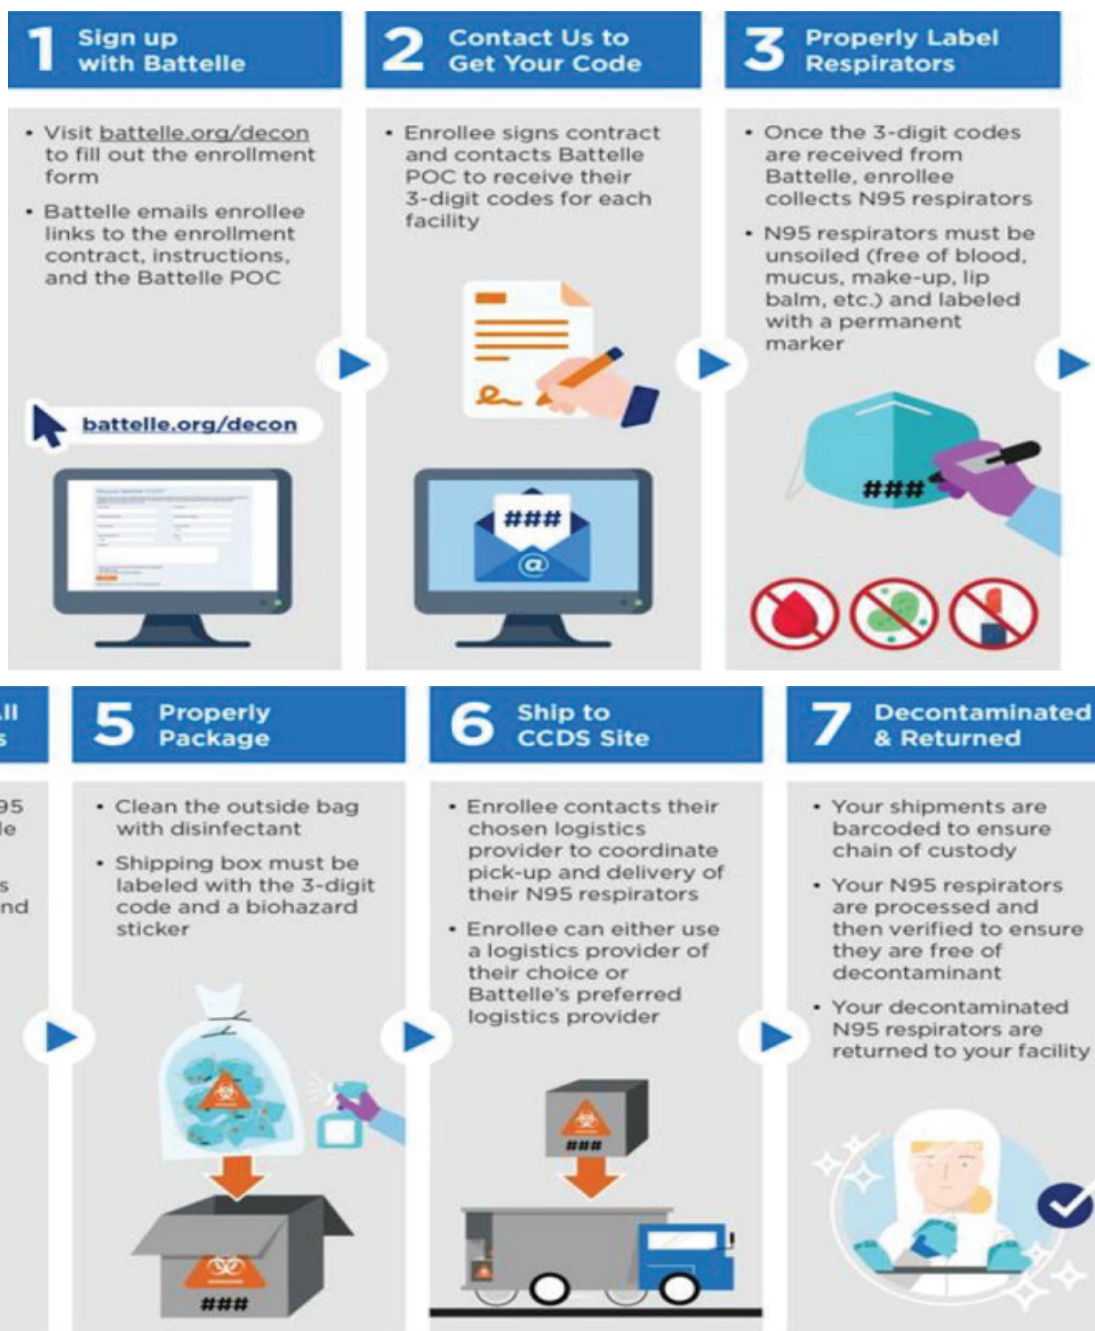 1 Sign up
with Battelle
• Visit battelle.org/decon
to fill out the enrollment
form
• Battelle emails enrollee
links to the enrollment
contract, instructions,
and the Battelle POC
battelle.org/decon
2 Contact Us to
Get Your Code
• Enrollee signs contract
and contacts Battelle
POC to receive their
3-digit codes for each
facility
###
@
3 Properly Label
Respirators
• Once the 3-digit codes
are received from
Battelle, enrollee
collects N95 respirators
• N95 respirators must be
unsoiled (free of blood,
mucus, make-up, lip
balm, etc.) and labeled
with a permanent
marker
###
5 Properly
Package
• Clean the outside bag
with disinfectant
• Shipping box must be
labeled with the 3-digit
code and a biohazard
sticker
###
6 Ship to
CCDS Site
• Enrollee contacts their
chosen logistics
provider to coordinate
pick-up and delivery of
their N95 respirators
• Enrollee can either use
a logistics provider of
their choice or
Battelle's preferred
logistics provider
###
7 Decontaminated
& Returned
• Your shipments are
barcoded to ensure
chain of custody
• Your N95 respirators
are processed and
then verified to ensure
they are free of
decontaminant
• Your decontaminated
N95 respirators are
returned to your facility